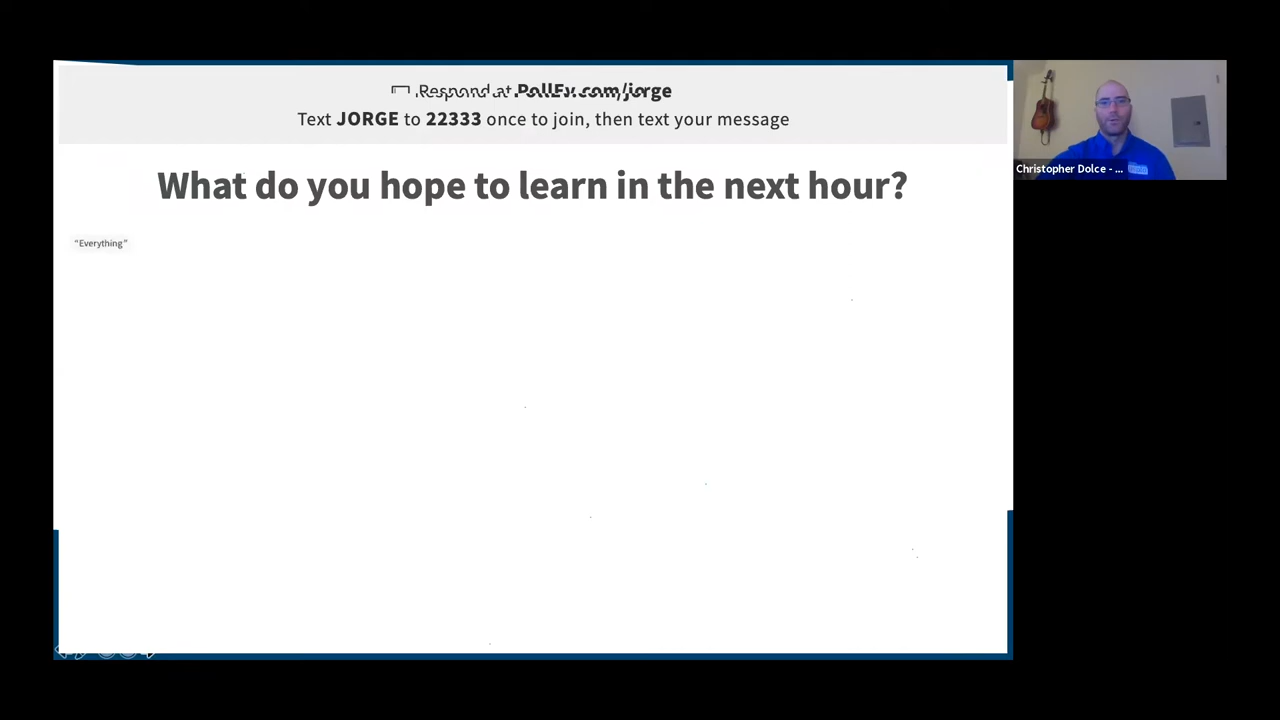 Respond at PollEv.com/jorge
Text JORGE to 22333 once to join, then text your message
What do you hope to learn in the next hour?
“Everything”
Christopher Dolce - ...